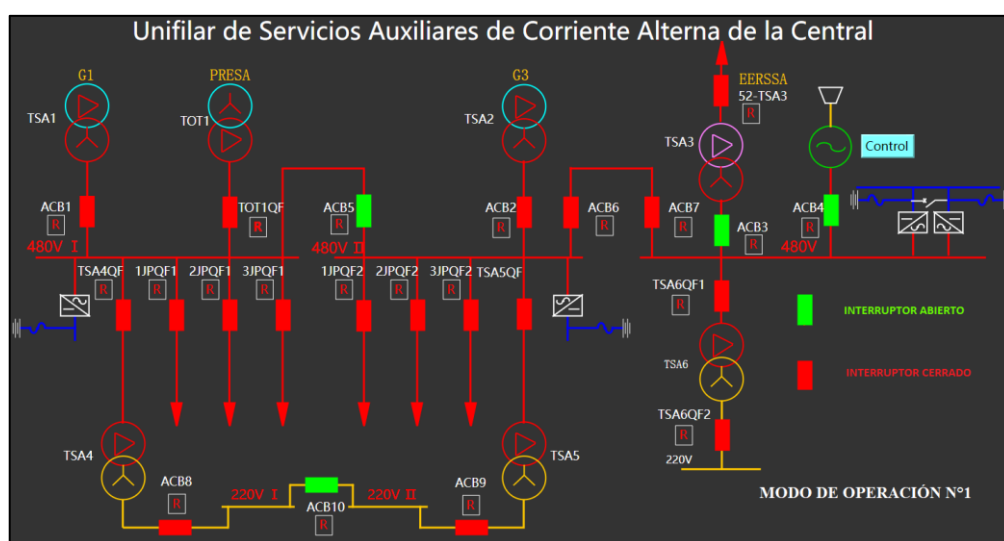 Unifilar de Servicios Auxiliares de Corriente Alterna de la Central
G1
PRESA
G3
EERSSA
52-TSA3
R
TSA1
TOT1
TSA2
TSA3
Control
ACB1
R
TOT1QF
R
ACB5
R
ACB2
R
ACB6
R
ACB7
R
ACB3
R
ACB4
R
480V I
480V II
480V
TSA4QF
R
1JPQF1
R
2JPQF1
R
3JPQF1
R
1JPQF2
R
2JPQF2
R
3JPQF2
R
TSA5QF
R
TSA6QF1
R
INTERRUPTOR ABIERTO
TSA6
INTERRUPTOR CERRADO
TSA6QF2
R
220V
TSA4
TSA5
ACB8
R
220V I
ACB10
R
220V II
ACB9
R
MODO DE OPERACIÓN N°1